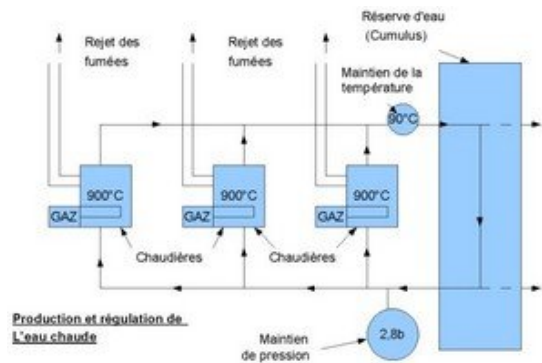 Rejet des
fumées
Rejet des
fumées
Réserve d'eau
(Cumulus)
Maintien de la
température
90°C
900°C
900°C
900°C
GAZ
GAZ
GAZ
Chaudières
Chaudières
Production et régulation de
L'eau chaude
Maintien
de pression
2,8b